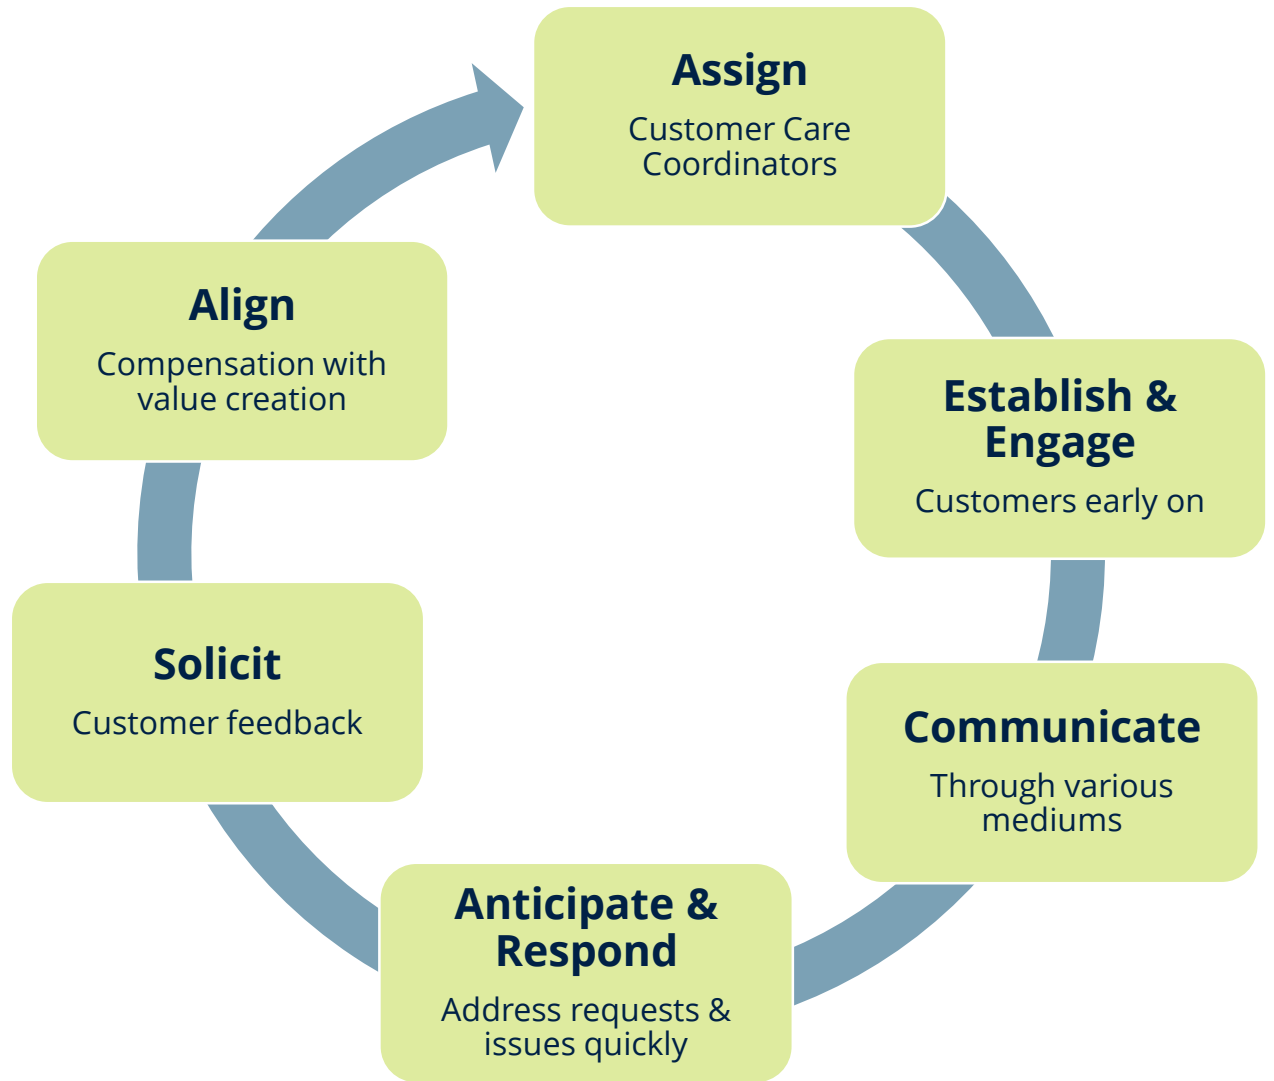 Assign
Customer Care
Coordinators
Establish &
Engage
Customers early on
Communicate
Through various
mediums
Anticipate &
Respond
Address requests &
issues quickly
Solicit
Customer feedback
Align
Compensation with
value creation